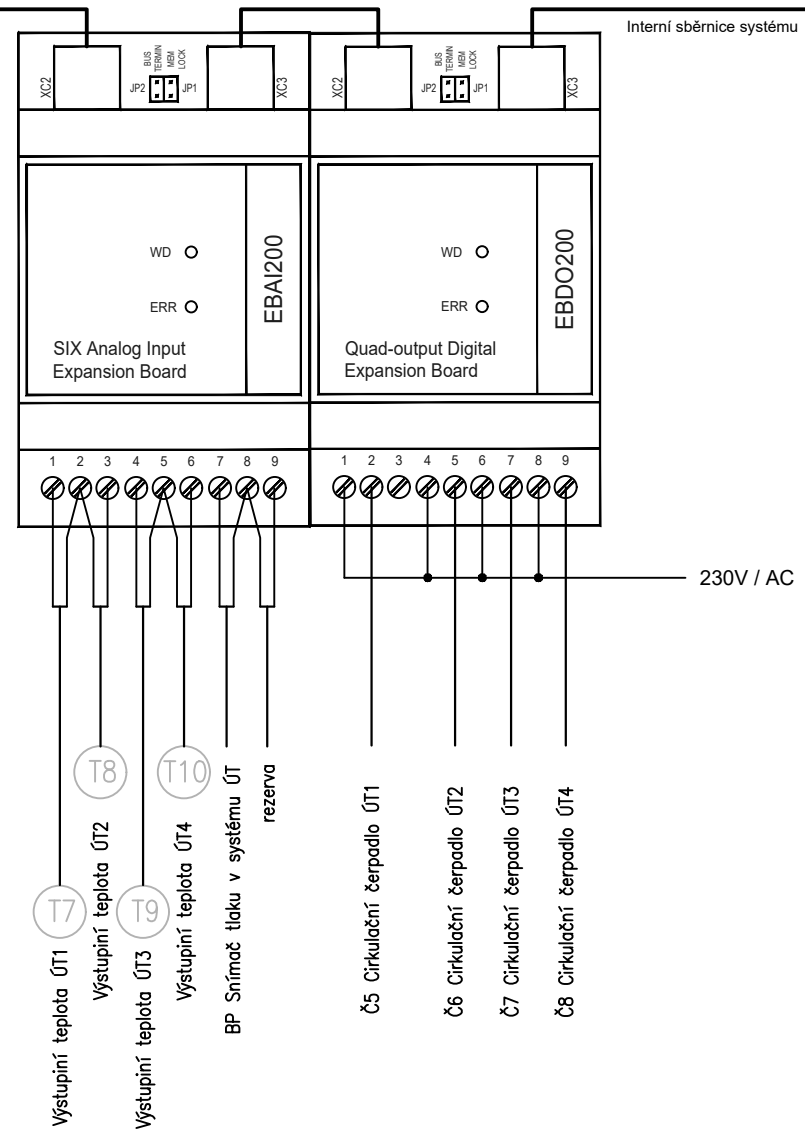 Interní sběrnice systému
XC2
JP2
BUS
TERMIN
MEM
LOCK
JP1
XC3
XC2
JP2
BUS
TERMIN
MEM
LOCK
JP1
XC3
WD
ERR
EBAI200
SIX Analog Input
Expansion Board
WD
ERR
EBDO200
Quad-output Digital
Expansion Board
1 2 3 4 5 6 7 8 9
1 2 3 4 5 6 7 8 9
230V / AC
T7
Výstupiní teplota ÚT1
T8
Výstupiní teplota ÚT2
T9
Výstupiní teplota ÚT3
T10
Výstupiní teplota ÚT4
BP Snímač tlaku v systému ÚT
rezerva
Č5 Cirkulační čerpadlo ÚT1
Č6 Cirkulační čerpadlo ÚT2
Č7 Cirkulační čerpadlo ÚT3
Č8 Cirkulační čerpadlo ÚT4